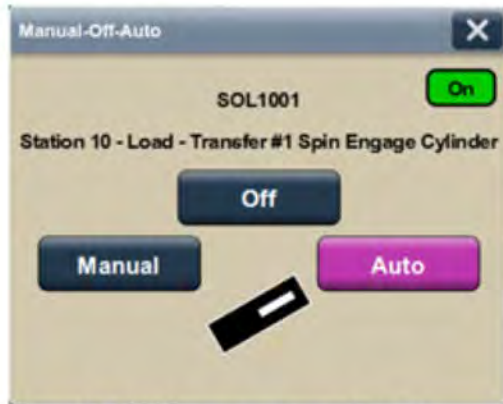 Manual-Off-Auto
On
SOL1001
Station 10 - Load - Transfer #1 Spin Engage Cylinder
Off
Manual Auto